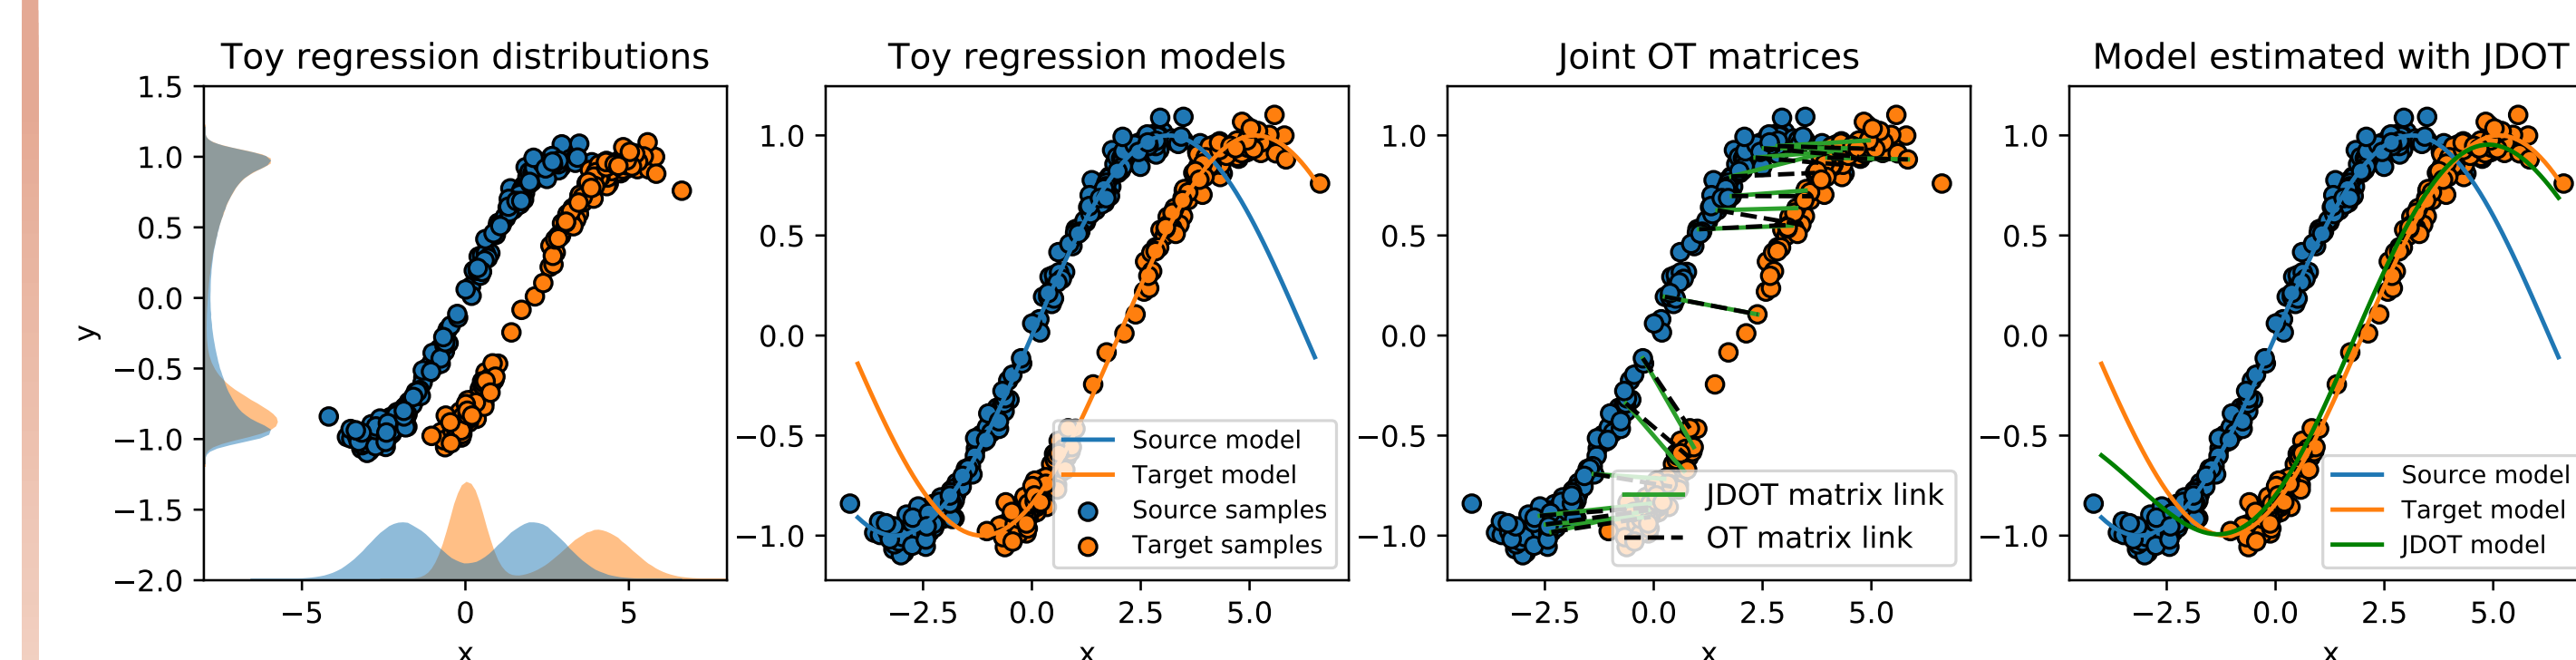 Toy regression distributions
1.5
1.0
0.5
0.0
−0.5
−1.0
−1.5
−2.0
y
−5 0 5
x
Toy regression models
1.0
0.5
0.0
−0.5
−1.0
Source model
Target model
Source samples
Target samples
−2.5 0.0 2.5 5.0
x
Joint OT matrices
1.0
0.5
0.0
−0.5
−1.0
JDOT matrix link
OT matrix link
−2.5 0.0 2.5 5.0
x
Model estimated with JDOT
1.0
0.5
0.0
−0.5
−1.0
Source model
Target model
JDOT model
−2.5 0.0 2.5 5.0
x